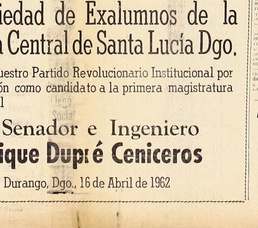 iedad de Exalumnos de la
a Central de Santa Lucía Dgo.
uestro Partido Revolucionario Institucional por
ón como candidato a la primera magistratura
l
Senador e Ingeniero
ique Dupré Ceniceros
Durango, Dgo., 16 de Abril de 1962